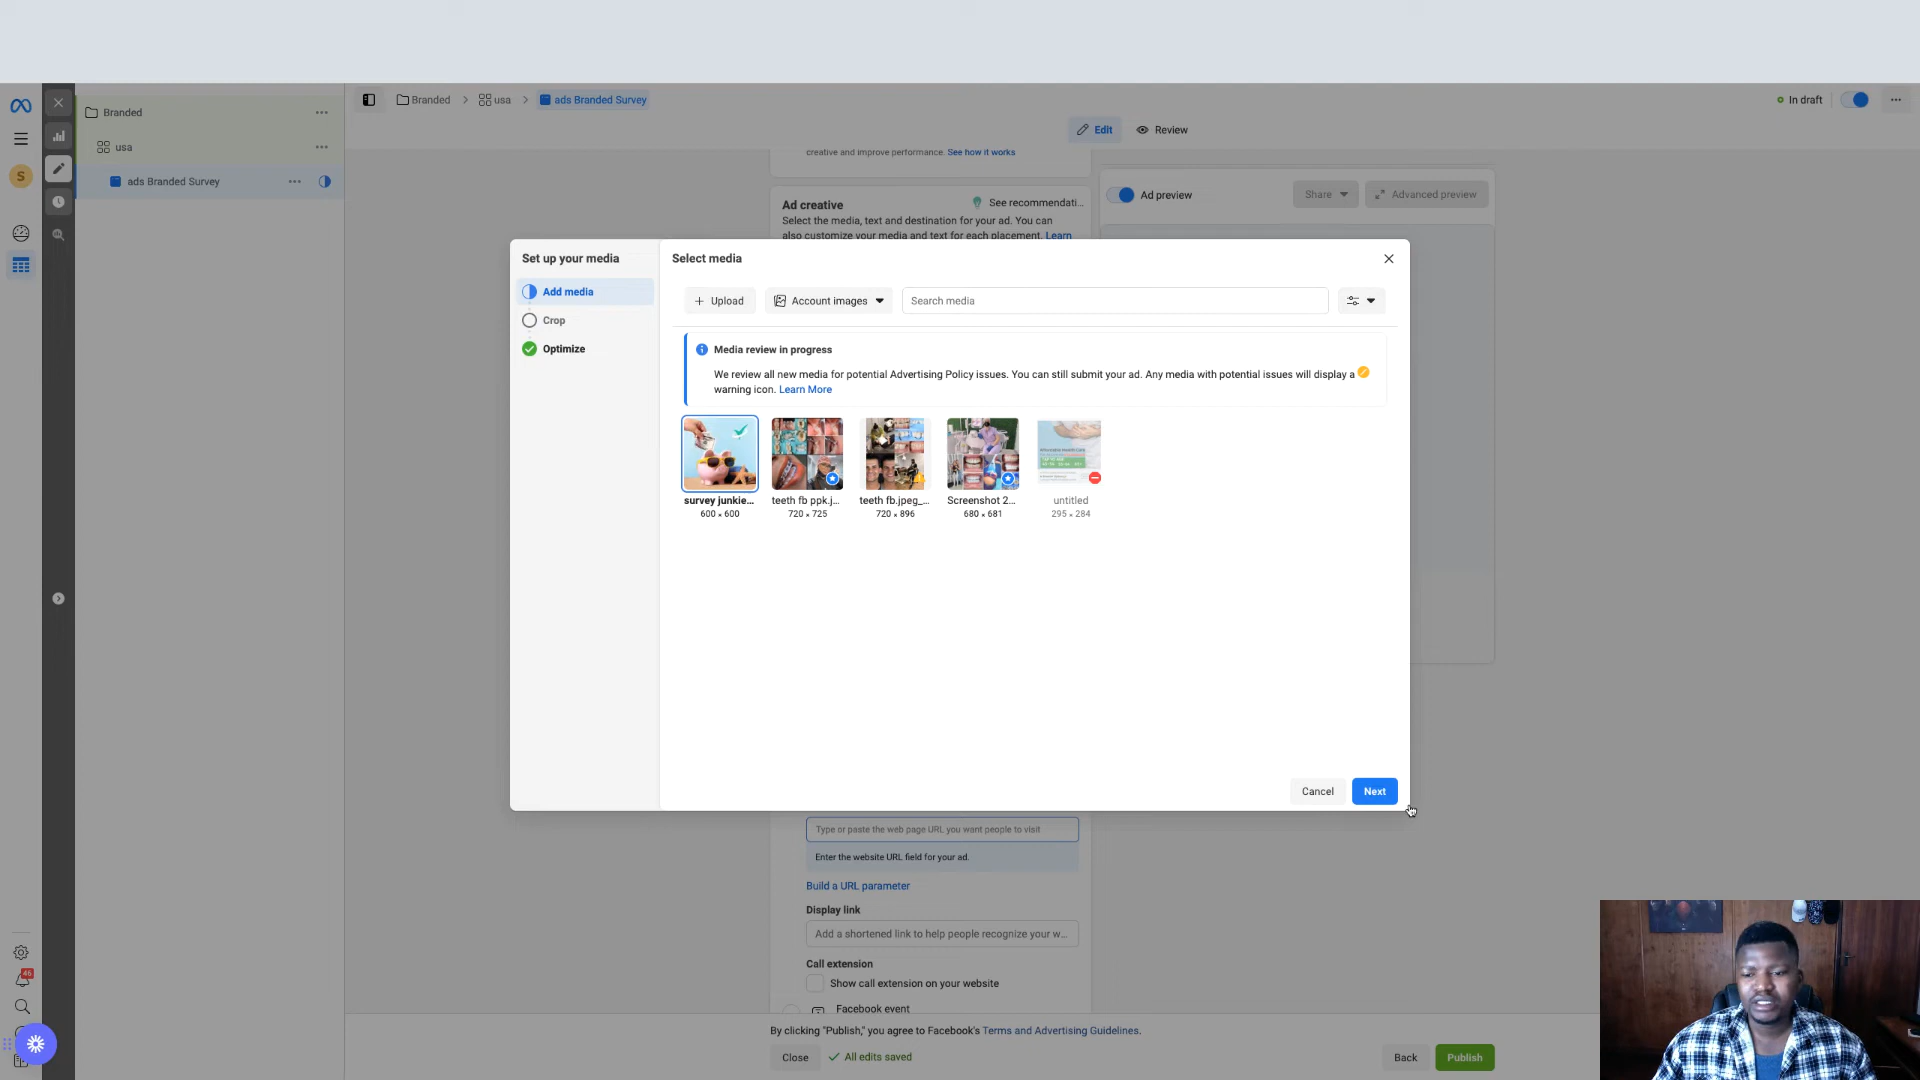 Branded
usa
ads Branded Survey
S
46
Branded
usa
ads Branded Survey
In draft
Edit
Review
creative and improve performance. See how it works
Ad creative
See recommendati...
Select the media, text and destination for your ad. You can
also customize your media and text for each placement. Learn
Ad preview
Share
Advanced preview
Set up your media
Add media
Crop
Optimize
Select media
Upload
Account images
Search media
Media review in progress
We review all new media for potential Advertising Policy issues. You can still submit your ad. Any media with potential issues will display a
warning icon. Learn More
survey junkie...
600 × 600
teeth fb ppk.j...
720 × 725
teeth fb.jpeg_...
720 × 896
Screenshot 2...
680 × 681
untitled
295 × 284
Cancel
Next
Type or paste the web page URL you want people to visit
Enter the website URL field for your ad.
Build a URL parameter
Display link
Add a shortened link to help people recognize your w...
Call extension
Show call extension on your website
Facebook event
By clicking "Publish," you agree to Facebook's Terms and Advertising Guidelines.
Close
All edits saved
Back
Publish